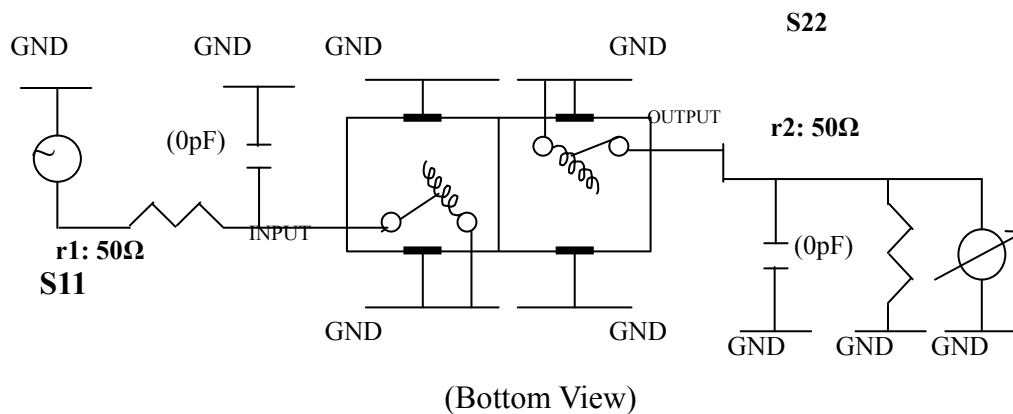 S22
GND
GND
GND
GND
OUTPUT
r2: 50Ω
(0pF)
INPUT
r1: 50Ω
S11
(0pF)
GND
GND
GND
GND
GND
(Bottom View)